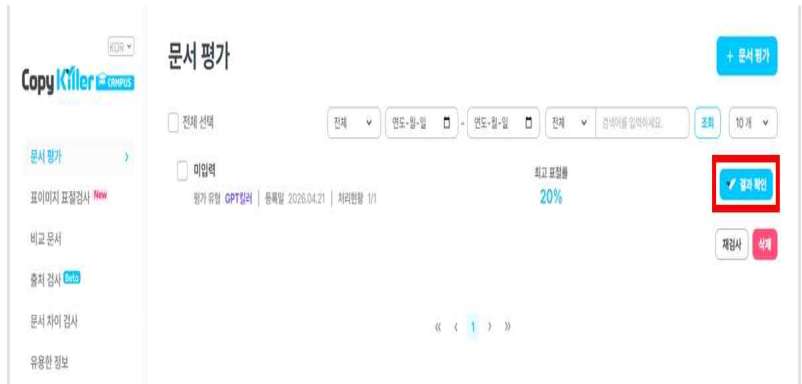 KOR
CopyKiller CAMPUS
문서 평가
표이미지 표절검사 New
비교 문서
출처 검사 Beta
문서 차이 검사
유용한 정보
문서 평가
+ 문서 평가
전체 선택
전체 연도-월-일 - 연도-월-일 전체 검색어를 입력하세요. 조회 10 개
미입력
평가 유형 GPT킬러 | 등록일 2026.04.21 | 처리현황 1/1
최고 표절률
20%
결과 확인
재검사 삭제
« ‹ 1 › »